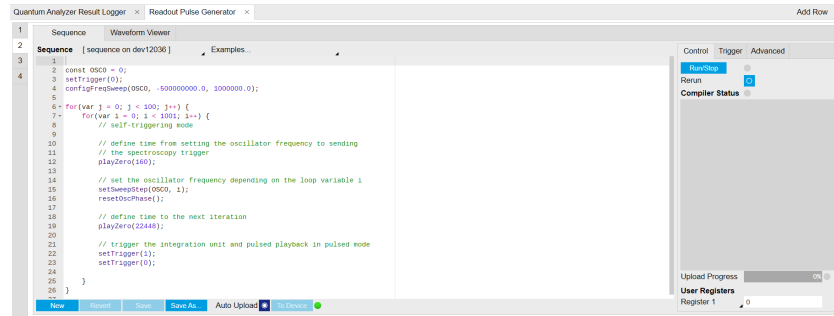 Quantum Analyzer Result Logger × Readout Pulse Generator × Add Row
1 Sequence Waveform Viewer
2 Sequence [ sequence on dev12036 ] Examples...
3
4
Control Trigger Advanced
Run/Stop
Rerun
Compiler Status
1
2 const OSC0 = 0;
3 setTrigger(0);
4 configFreqSweep(OSC0, -500000000.0, 1000000.0);
5
6 for(var j = 0; j < 100; j++) {
7 for(var i = 0; i < 1001; i++) {
8 // self-triggering mode
9
10 // define time from setting the oscillator frequency to sending
11 // the spectroscopy trigger
12 playZero(160);
13
14 // set the oscillator frequency depending on the loop variable i
15 setSweepStep(OSC0, i);
16 resetOscPhase();
17
18 // define time to the next iteration
19 playZero(22448);
20
21 // trigger the integration unit and pulsed playback in pulsed mode
22 setTrigger(1);
23 setTrigger(0);
24
25 }
26 }
27
New Revert Save Save As... Auto Upload To Device
Upload Progress 0%
User Registers
Register 1 0